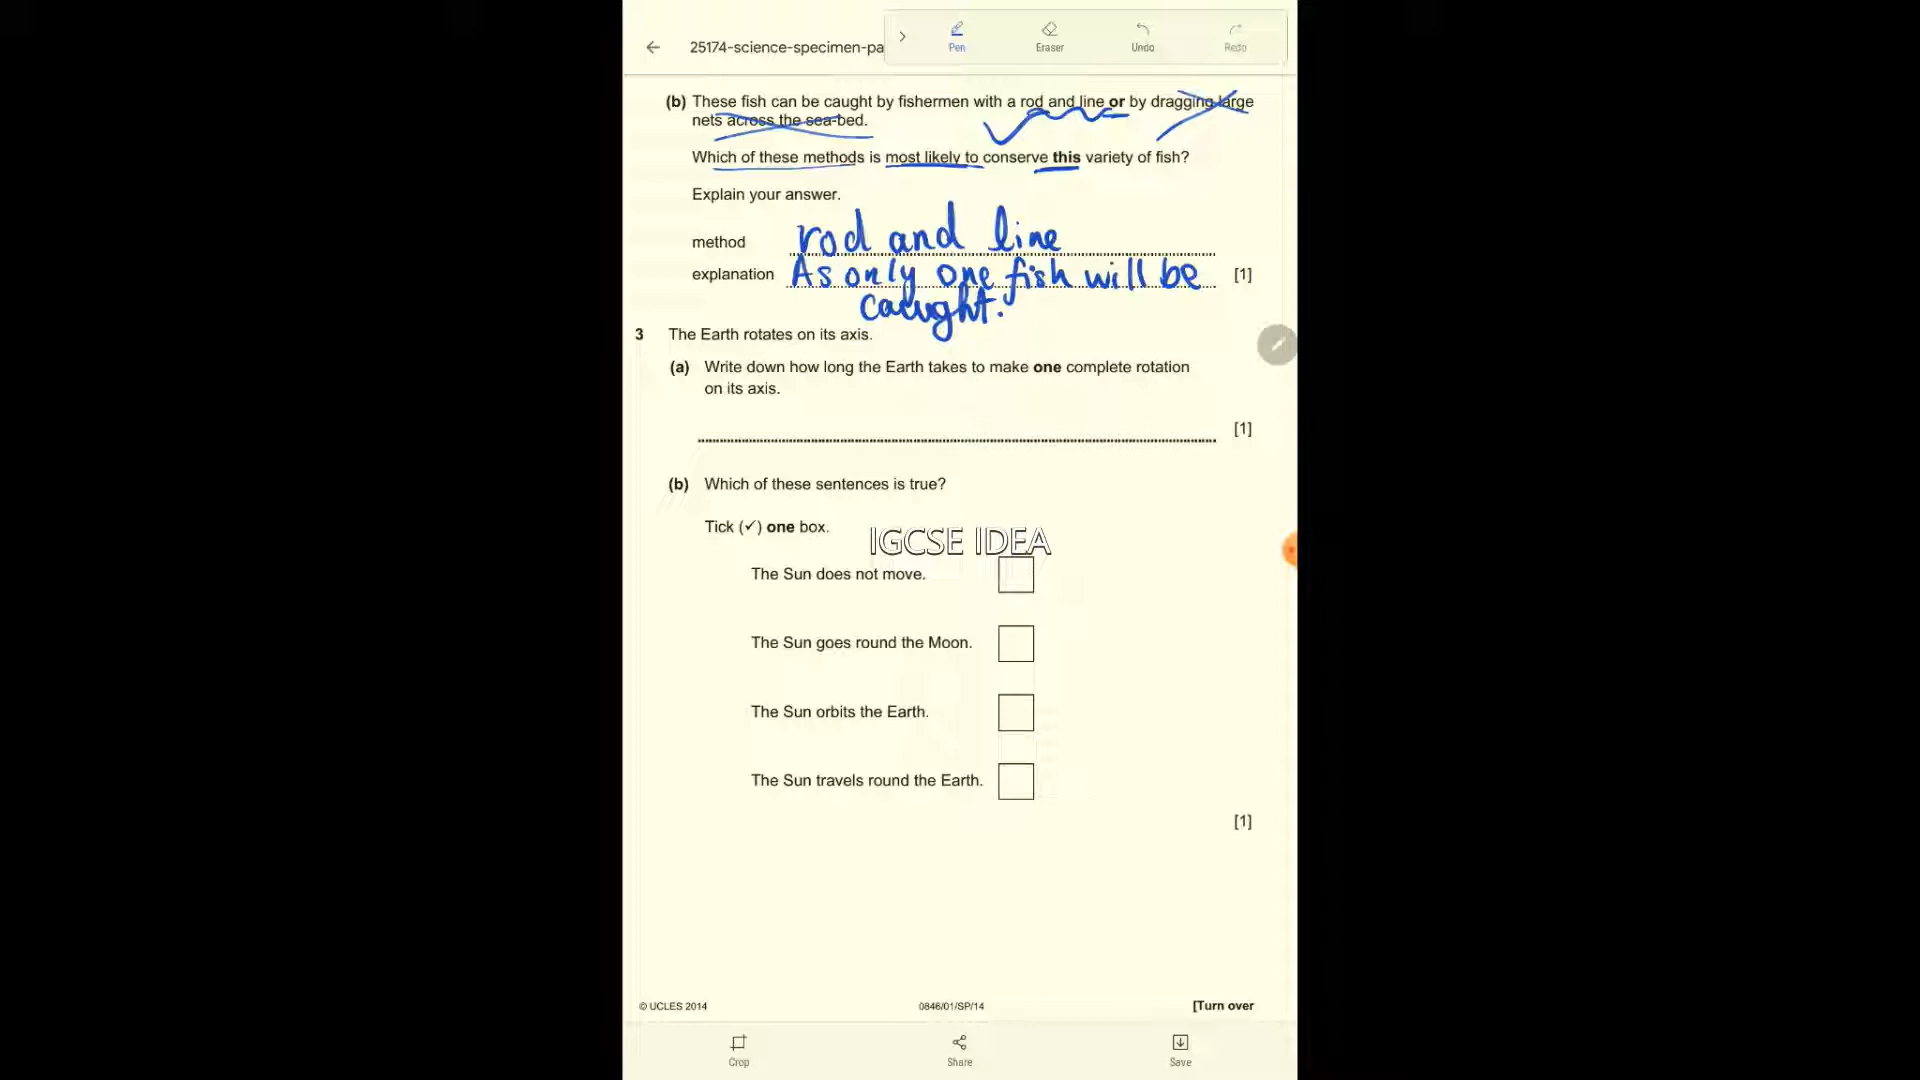 25174-science-specimen-pa
Pen
Eraser
Undo
Redo
(b) These fish can be caught by fishermen with a rod and line or by dragging large
nets across the sea-bed.
Which of these methods is most likely to conserve this variety of fish?
Explain your answer.
method rod and line
explanation As only one fish will be [1]
caught.
3 The Earth rotates on its axis.
(a) Write down how long the Earth takes to make one complete rotation
on its axis.
[1]
(b) Which of these sentences is true?
Tick (✓) one box.
IGCSE IDEA
The Sun does not move.
The Sun goes round the Moon.
The Sun orbits the Earth.
The Sun travels round the Earth.
[1]
© UCLES 2014
0846/01/SP/14
[Turn over
Crop
Share
Save